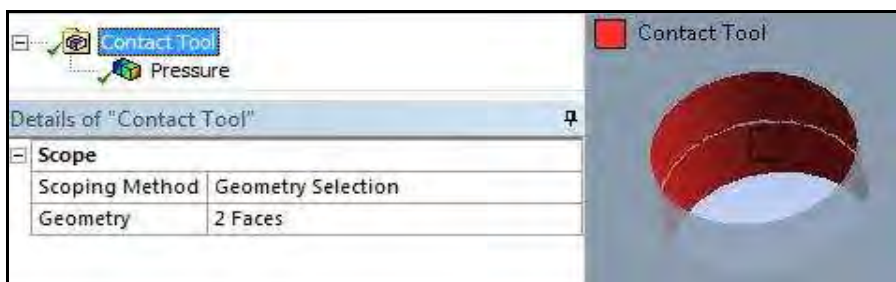 Contact Tool
Pressure
Details of "Contact Tool"
Scope
Scoping Method Geometry Selection
Geometry 2 Faces
Contact Tool